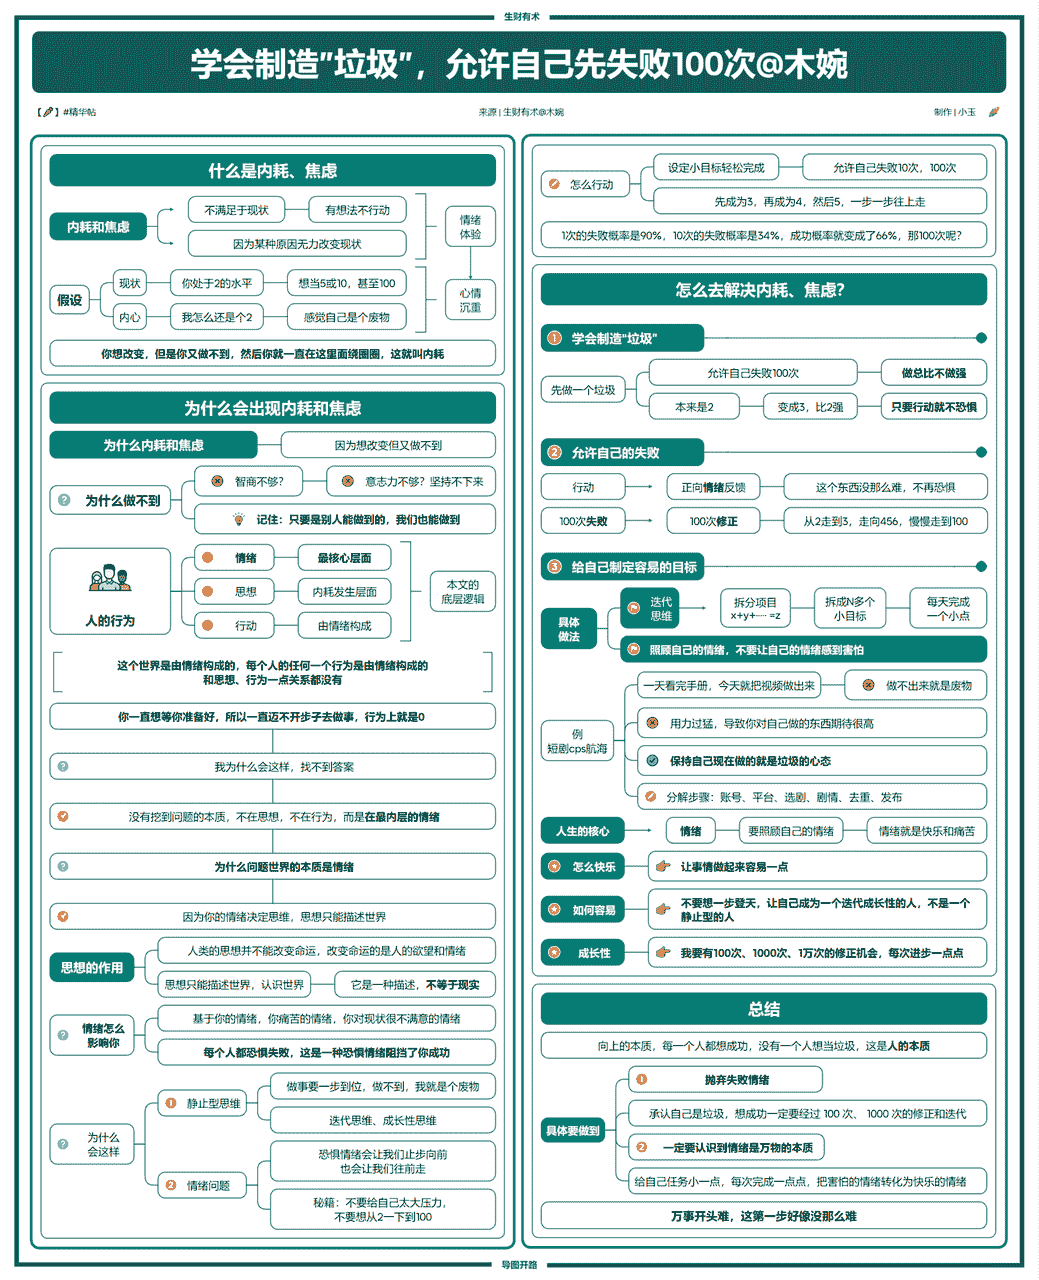 生财有术
学会制造”垃圾”，允许自己先失败100次@木婉
【】#精华帖
来源 | 生财有术@木婉
制作 | 小玉
什么是内耗、焦虑
内耗和焦虑
不满足于现状
有想法不行动
因为某种原因无力改变现状
情绪
体验
假设
现状
你处于2的水平
想当5或10，甚至100
内心
我怎么还是个2
感觉自己是个废物
心情
沉重
你想改变，但是你又做不到，然后你就一直在这里面绕圈圈，这就叫内耗
为什么会出现内耗和焦虑
为什么内耗和焦虑
因为想改变但又做不到
? 为什么做不到
智商不够？
意志力不够？坚持不下来
记住：只要是别人能做到的，我们也能做到
人的行为
情绪
最核心层面
思想
内耗发生层面
行动
由情绪构成
本文的
底层逻辑
这个世界是由情绪构成的，每个人的任何一个行为是由情绪构成的
和思想、行为一点关系都没有
你一直想等你准备好，所以一直迈不开步子去做事，行为上就是0
? 我为什么会这样，找不到答案
没有挖到问题的本质，不在思想，不在行为，而是在最内层的情绪
? 为什么问题世界的本质是情绪
因为你的情绪决定思维，思想只能描述世界
思想的作用
人类的思想并不能改变命运，改变命运的是人的欲望和情绪
思想只能描述世界，认识世界
它是一种描述，不等于现实
? 情绪怎么
影响你
基于你的情绪，你痛苦的情绪，你对现状很不满意的情绪
每个人都恐惧失败，这是一种恐惧情绪阻挡了你成功
? 为什么
会这样
1 静止型思维
做事要一步到位，做不到，我就是个废物
迭代思维、成长性思维
2 情绪问题
恐惧情绪会让我们止步向前
也会让我们往前走
秘籍：不要给自己太大压力，
不要想从2一下到100
怎么行动
设定小目标轻松完成
允许自己失败10次，100次
先成为3，再成为4，然后5，一步一步往上走
1次的失败概率是90%，10次的失败概率是34%，成功概率就变成了66%，那100次呢？
怎么去解决内耗、焦虑？
1 学会制造“垃圾”
先做一个垃圾
允许自己失败100次
做总比不做强
本来是2
变成3，比2强
只要行动就不恐惧
2 允许自己的失败
行动
正向情绪反馈
这个东西没那么难，不再恐惧
100次失败
100次修正
从2走到3，走向456，慢慢走到100
3 给自己制定容易的目标
具体
做法
迭代
思维
拆分项目
x+y+…… =z
拆成N多个
小目标
每天完成
一个小点
照顾自己的情绪，不要让自己的情绪感到害怕
例
短剧cps航海
一天看完手册，今天就把视频做出来
做不出来就是废物
用力过猛，导致你对自己做的东西期待很高
保持自己现在做的就是垃圾的心态
分解步骤：账号、平台、选剧、剧情、去重、发布
人生的核心
情绪
要照顾自己的情绪
情绪就是快乐和痛苦
怎么快乐
让事情做起来容易一点
如何容易
不要想一步登天，让自己成为一个迭代成长性的人，不是一个
静止型的人
成长性
我要有100次、1000次、1万次的修正机会，每次进步一点点
总结
向上的本质，每一个人都想成功，没有一个人想当垃圾，这是人的本质
具体要做到
1 抛弃失败情绪
承认自己是垃圾，想成功一定要经过 100 次、1000 次的修正和迭代
2 一定要认识到情绪是万物的本质
给自己任务小一点，每次完成一点点，把害怕的情绪转化为快乐的情绪
万事开头难，这第一步好像没那么难
导图开路